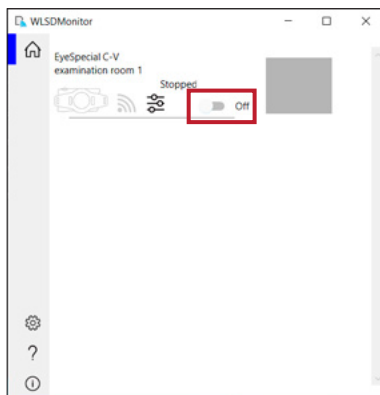 WLSDMonitor
EyeSpecial C-V
examination room 1
Stopped
Off
?